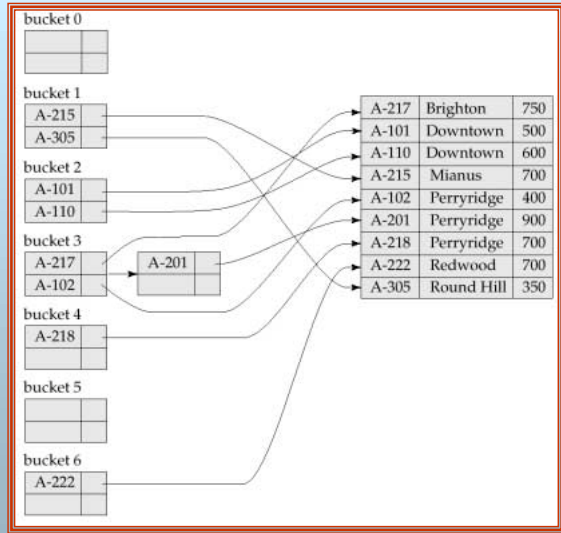 bucket 0
bucket 1
A-215
A-305
bucket 2
A-101
A-110
bucket 3
A-217
A-102
A-201
bucket 4
A-218
bucket 5
bucket 6
A-222
A-217 Brighton 750
A-101 Downtown 500
A-110 Downtown 600
A-215 Mianus 700
A-102 Perryridge 400
A-201 Perryridge 900
A-218 Perryridge 700
A-222 Redwood 700
A-305 Round Hill 350